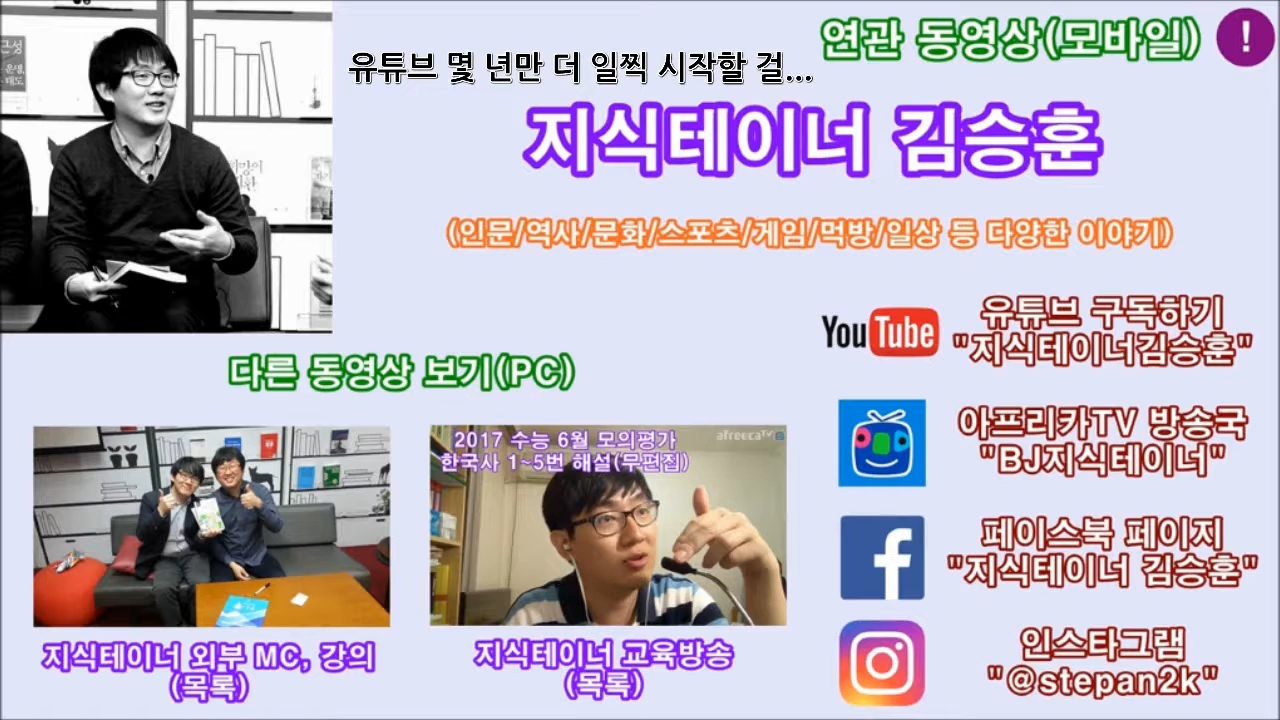 연관 동영상(모바일)
!
유튜브 몇 년만 더 일찍 시작할 걸...
지식테이너 김승훈
(인문/역사/문화/스포츠/게임/먹방/일상 등 다양한 이야기)
YouTube
유튜브 구독하기
"지식테이너김승훈"
다른 동영상 보기(PC)
아프리카TV 방송국
"BJ지식테이너"
2017 수능 6월 모의평가
한국사 1~5번 해설(무편집)
afreecaTV
페이스북 페이지
"지식테이너 김승훈"
인스타그램
"@stepan2k"
지식테이너 외부 MC, 강의
(목록)
지식테이너 교육방송
(목록)
근성